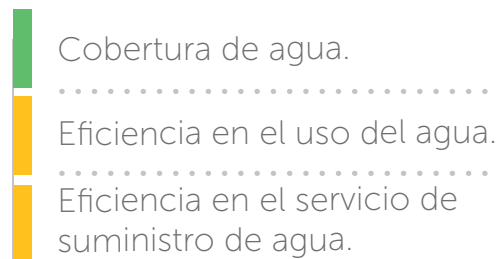 Cobertura de agua.
Eficiencia en el uso del agua.
Eficiencia en el servicio de
suministro de agua.